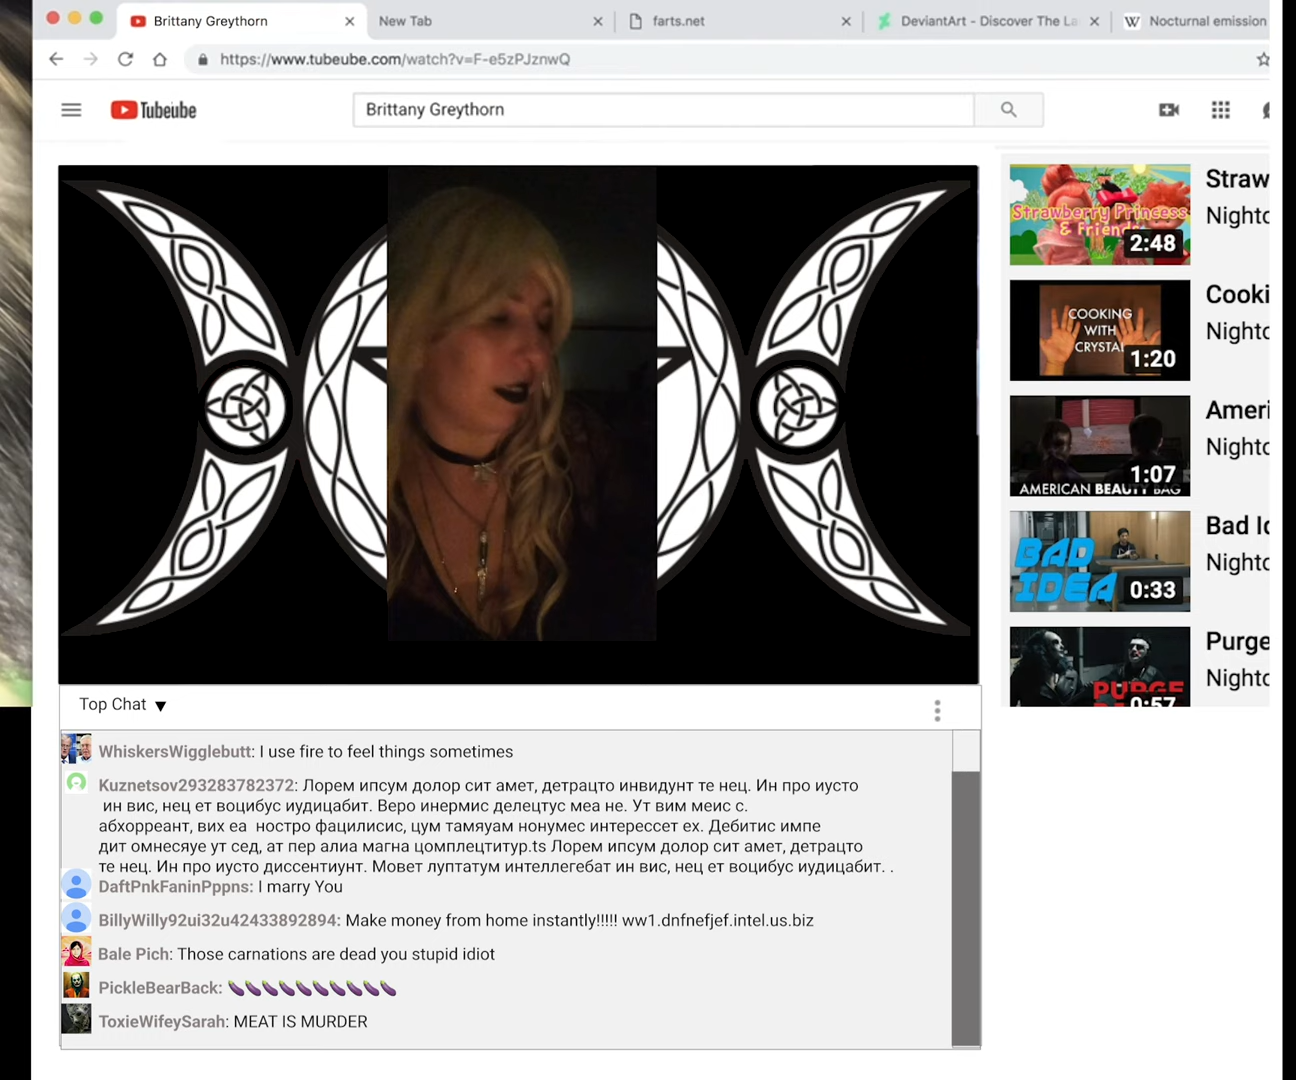 Brittany Greythorn
New Tab
farts.net
DeviantArt - Discover The La
Nocturnal emission
https://www.tubeube.com/watch?v=F-e5zPJznwQ
Tubeube
Brittany Greythorn
Strawberry Princess
& Friends
2:48
Straw
Nightc
COOKING
WITH
CRYSTAL
1:20
Cooki
Nightc
AMERICAN BEAUTY BAG
1:07
Ameri
Nightc
BAD
IDEA
0:33
Bad Id
Nightc
PURGE
0:57
Purge
Nightc
Top Chat ▼
WhiskersWigglebutt: I use fire to feel things sometimes
Kuznetsov293283782372: Лорем ипсум долор сит амет, детрацто инвидунт те нец. Ин про иусто
ин вис, нец ет воцибус иудицабит. Веро инермис делецтус меа не. Ут вим меис с.
абхорреант, вих еа ностро фацилисис, цум тамяуам нонумес интерессет ех. Дебитис импе
дит омнесяуе ут сед, ат пер алиа магна цомплецтитур.ts Лорем ипсум долор сит амет, детрацто
те нец. Ин про иусто диссентиунт. Мовет луптатум интеллегебат ин вис, нец ет воцибус иудицабит. .
DaftPnkFaninPppns: I marry You
BillyWilly92ui32u42433892894: Make money from home instantly!!!!! ww1.dnfnefjef.intel.us.biz
Bale Pich: Those carnations are dead you stupid idiot
PickleBearBack: 🍆🍆🍆🍆🍆🍆🍆🍆🍆🍆
ToxieWifeySarah: MEAT IS MURDER